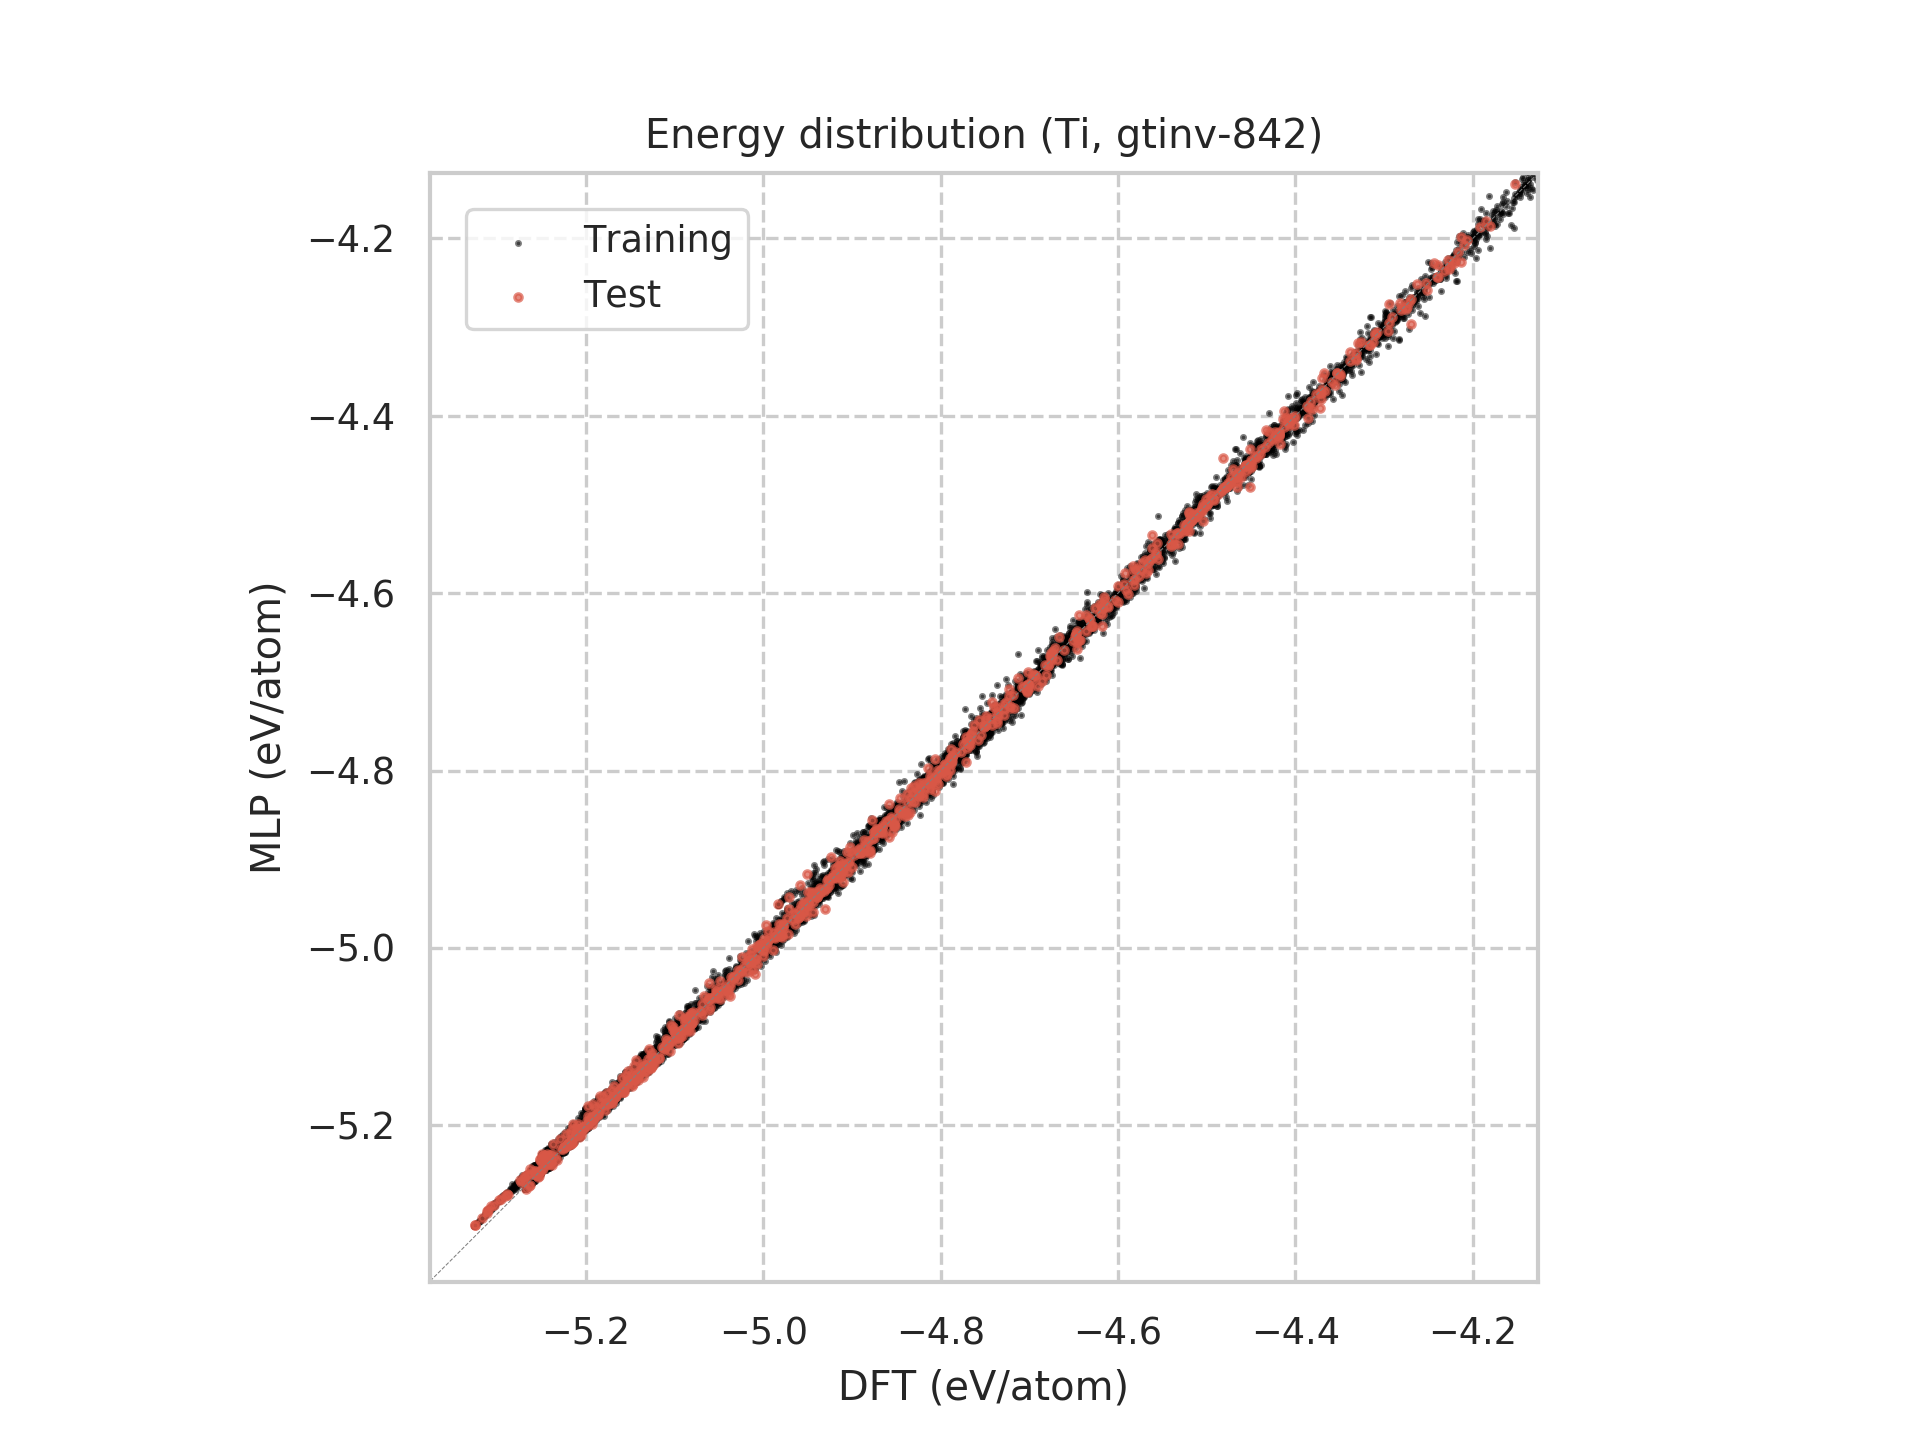 Energy distribution (Ti, gtinv-842)
Training
Test
−4.2
−4.4
−4.6
−4.8
−5.0
−5.2
MLP (eV/atom)
−5.2 −5.0 −4.8 −4.6 −4.4 −4.2
DFT (eV/atom)